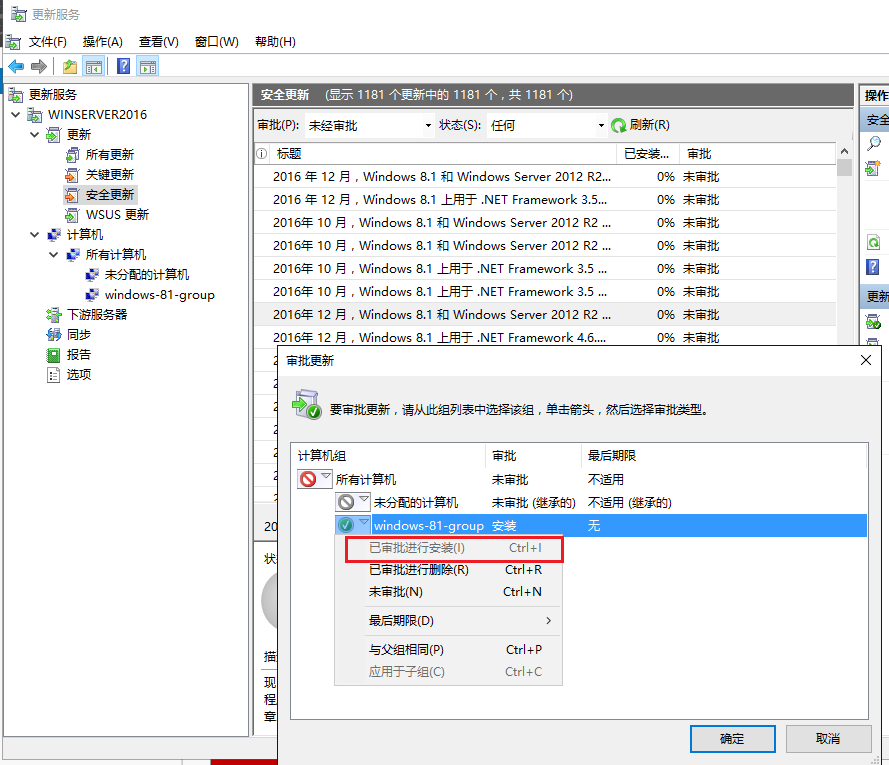 更新服务
文件(F) 操作(A) 查看(V) 窗口(W) 帮助(H)
更新服务
WINSERVER2016
更新
所有更新
关键更新
安全更新
WSUS 更新
计算机
所有计算机
未分配的计算机
windows-81-group
下游服务器
同步
报告
选项
安全更新 (显示 1181 个更新中的 1181 个，共 1181 个)
审批(P): 未经审批 状态(S): 任何 刷新(R)
标题 已安装... 审批
2016 年 12 月，Windows 8.1 和 Windows Server 2012 R2... 0% 未审批
2016 年 12 月，Windows 8.1 上用于 .NET Framework 3.5... 0% 未审批
2016年 10 月，Windows 8.1 和 Windows Server 2012 R2 ... 0% 未审批
2016年 10 月，Windows 8.1 和 Windows Server 2012 R2 ... 0% 未审批
2016年 10 月，Windows 8.1 上用于 .NET Framework 3.5 ... 0% 未审批
2016年 10 月，Windows 8.1 上用于 .NET Framework 3.5 ... 0% 未审批
2016年 12 月，Windows 8.1 和 Windows Server 2012 R2 ... 0% 未审批
2016年 12 月，Windows 8.1 上用于 .NET Framework 4.6.... 0% 未审批
20
状
描
现
程
章
操作
安全
更新
审批更新
要审批更新，请从此组列表中选择该组，单击箭头，然后选择审批类型。
计算机组 审批 最后期限
所有计算机 未审批 不适用
未分配的计算机 未审批 (继承的) 不适用 (继承的)
windows-81-group 安装 无
已审批进行安装(I) Ctrl+I
已审批进行删除(R) Ctrl+R
未审批(N) Ctrl+N
最后期限(D)
与父组相同(P) Ctrl+P
应用于子组(C) Ctrl+C
确定 取消